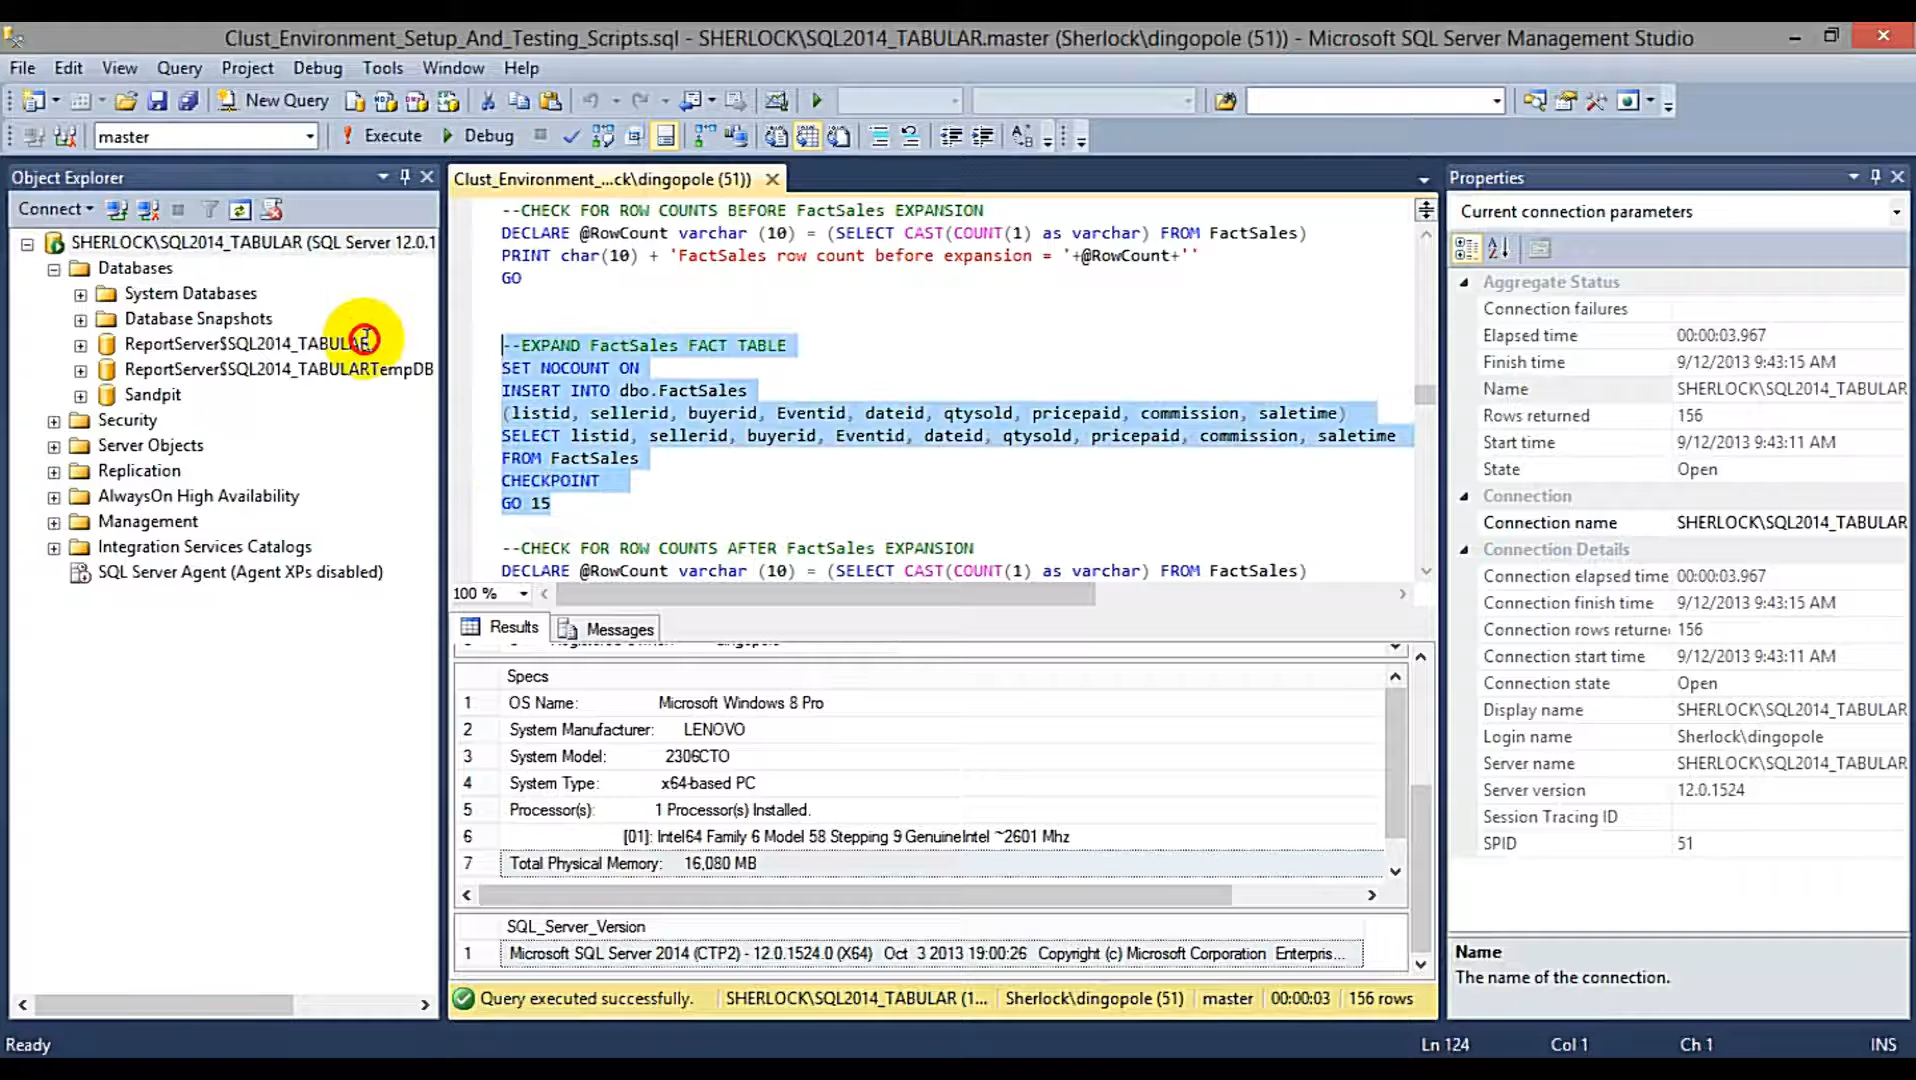 Clust_Environment_Setup_And_Testing_Scripts.sql - SHERLOCK\SQL2014_TABULAR.master (Sherlock\dingopole (51)) - Microsoft SQL Server Management Studio
File Edit View Query Project Debug Tools Window Help
New Query
master Execute Debug
Object Explorer
Connect
SHERLOCK\SQL2014_TABULAR (SQL Server 12.0.1
Databases
System Databases
Database Snapshots
ReportServer$SQL2014_TABULAR
ReportServer$SQL2014_TABULARTempDB
Sandpit
Security
Server Objects
Replication
AlwaysOn High Availability
Management
Integration Services Catalogs
SQL Server Agent (Agent XPs disabled)
Clust_Environment_...ck\dingopole (51))
--CHECK FOR ROW COUNTS BEFORE FactSales EXPANSION
DECLARE @RowCount varchar (10) = (SELECT CAST(COUNT(1) as varchar) FROM FactSales)
PRINT char(10) + 'FactSales row count before expansion = '+@RowCount+''
GO
--EXPAND FactSales FACT TABLE
SET NOCOUNT ON
INSERT INTO dbo.FactSales
(listid, sellerid, buyerid, Eventid, dateid, qtysold, pricepaid, commission, saletime)
SELECT listid, sellerid, buyerid, Eventid, dateid, qtysold, pricepaid, commission, saletime
FROM FactSales
CHECKPOINT
GO 15
--CHECK FOR ROW COUNTS AFTER FactSales EXPANSION
DECLARE @RowCount varchar (10) = (SELECT CAST(COUNT(1) as varchar) FROM FactSales)
100 %
Results Messages
Specs
1 OS Name: Microsoft Windows 8 Pro
2 System Manufacturer: LENOVO
3 System Model: 2306CTO
4 System Type: x64-based PC
5 Processor(s): 1 Processor(s) Installed.
6 [01]: Intel64 Family 6 Model 58 Stepping 9 GenuineIntel ~2601 Mhz
7 Total Physical Memory: 16,080 MB
SQL_Server_Version
1 Microsoft SQL Server 2014 (CTP2) - 12.0.1524.0 (X64) Oct 3 2013 19:00:26 Copyright (c) Microsoft Corporation Enterpris...
Query executed successfully. SHERLOCK\SQL2014_TABULAR (1... Sherlock\dingopole (51) master 00:00:03 156 rows
Properties
Current connection parameters
Aggregate Status
Connection failures
Elapsed time 00:00:03.967
Finish time 9/12/2013 9:43:15 AM
Name SHERLOCK\SQL2014_TABULAR
Rows returned 156
Start time 9/12/2013 9:43:11 AM
State Open
Connection
Connection name SHERLOCK\SQL2014_TABULAR
Connection Details
Connection elapsed time 00:00:03.967
Connection finish time 9/12/2013 9:43:15 AM
Connection rows returne 156
Connection start time 9/12/2013 9:43:11 AM
Connection state Open
Display name SHERLOCK\SQL2014_TABULAR
Login name Sherlock\dingopole
Server name SHERLOCK\SQL2014_TABULAR
Server version 12.0.1524
Session Tracing ID
SPID 51
Name
The name of the connection.
Ready Ln 124 Col 1 Ch 1 INS